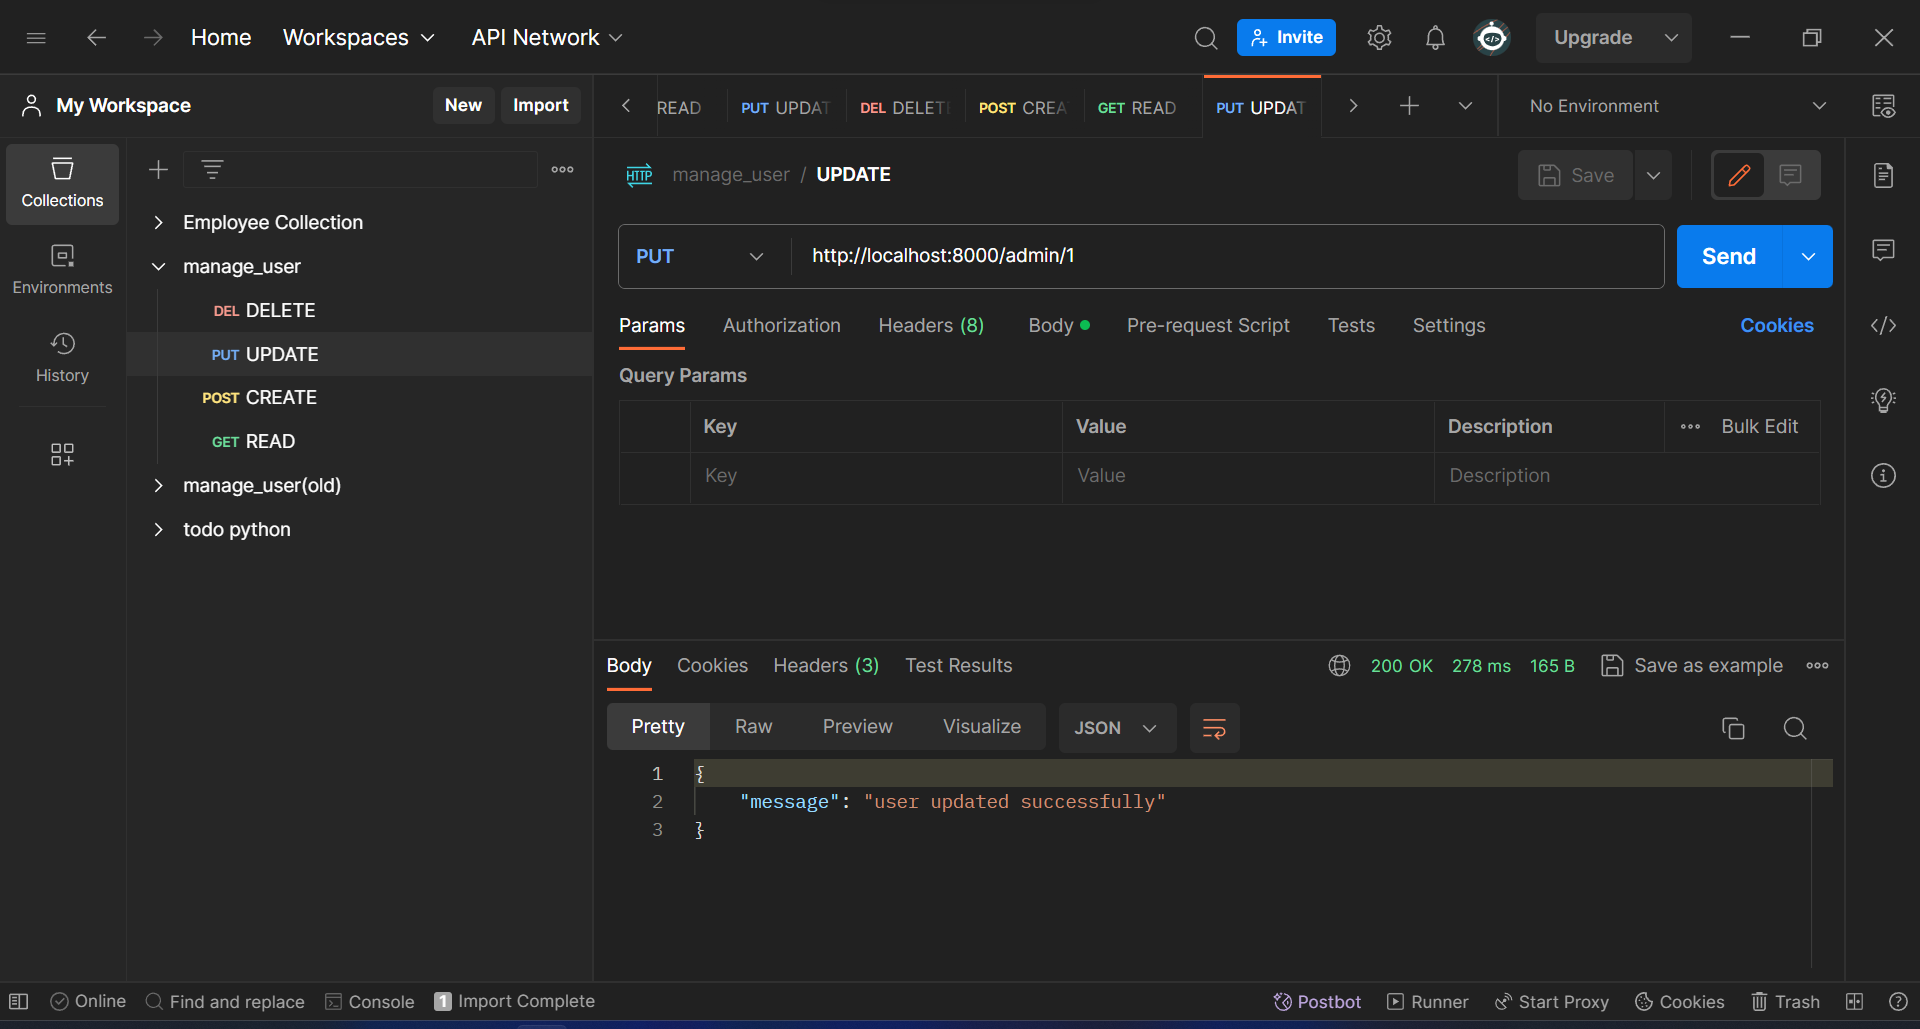 Home Workspaces API Network Invite Upgrade
My Workspace New Import READ PUT UPDAT DEL DELET POST CREA GET READ PUT UPDAT No Environment
Collections
Environments
History
Employee Collection
manage_user
DEL DELETE
PUT UPDATE
POST CREATE
GET READ
manage_user(old)
todo python
HTTP manage_user / UPDATE Save
PUT http://localhost:8000/admin/1 Send
Params Authorization Headers (8) Body Pre-request Script Tests Settings Cookies
Query Params
Key Value Description Bulk Edit
Key Value Description
Body Cookies Headers (3) Test Results 200 OK 278 ms 165 B Save as example
Pretty Raw Preview Visualize JSON
1 {
2 "message": "user updated successfully"
3 }
Online Find and replace Console 1 Import Complete Postbot Runner Start Proxy Cookies Trash